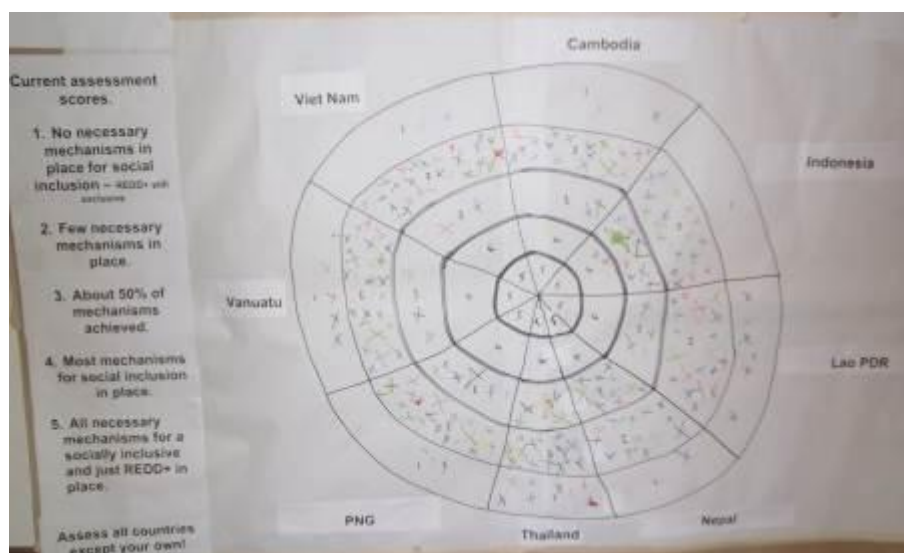 Current assessment
scores.
1. No necessary
mechanisms in
place for social
inclusion – REDD+ still
exclusive
2. Few necessary
mechanisms in
place.
3. About 50% of
mechanisms
achieved.
4. Most mechanisms
for social inclusion
in place.
5. All necessary
mechanisms for a
socially inclusive
and just REDD+ in
place.
Assess all countries
except your own!
Cambodia
Viet Nam
Indonesia
Vanuatu
Lao PDR
PNG
Nepal
Thailand